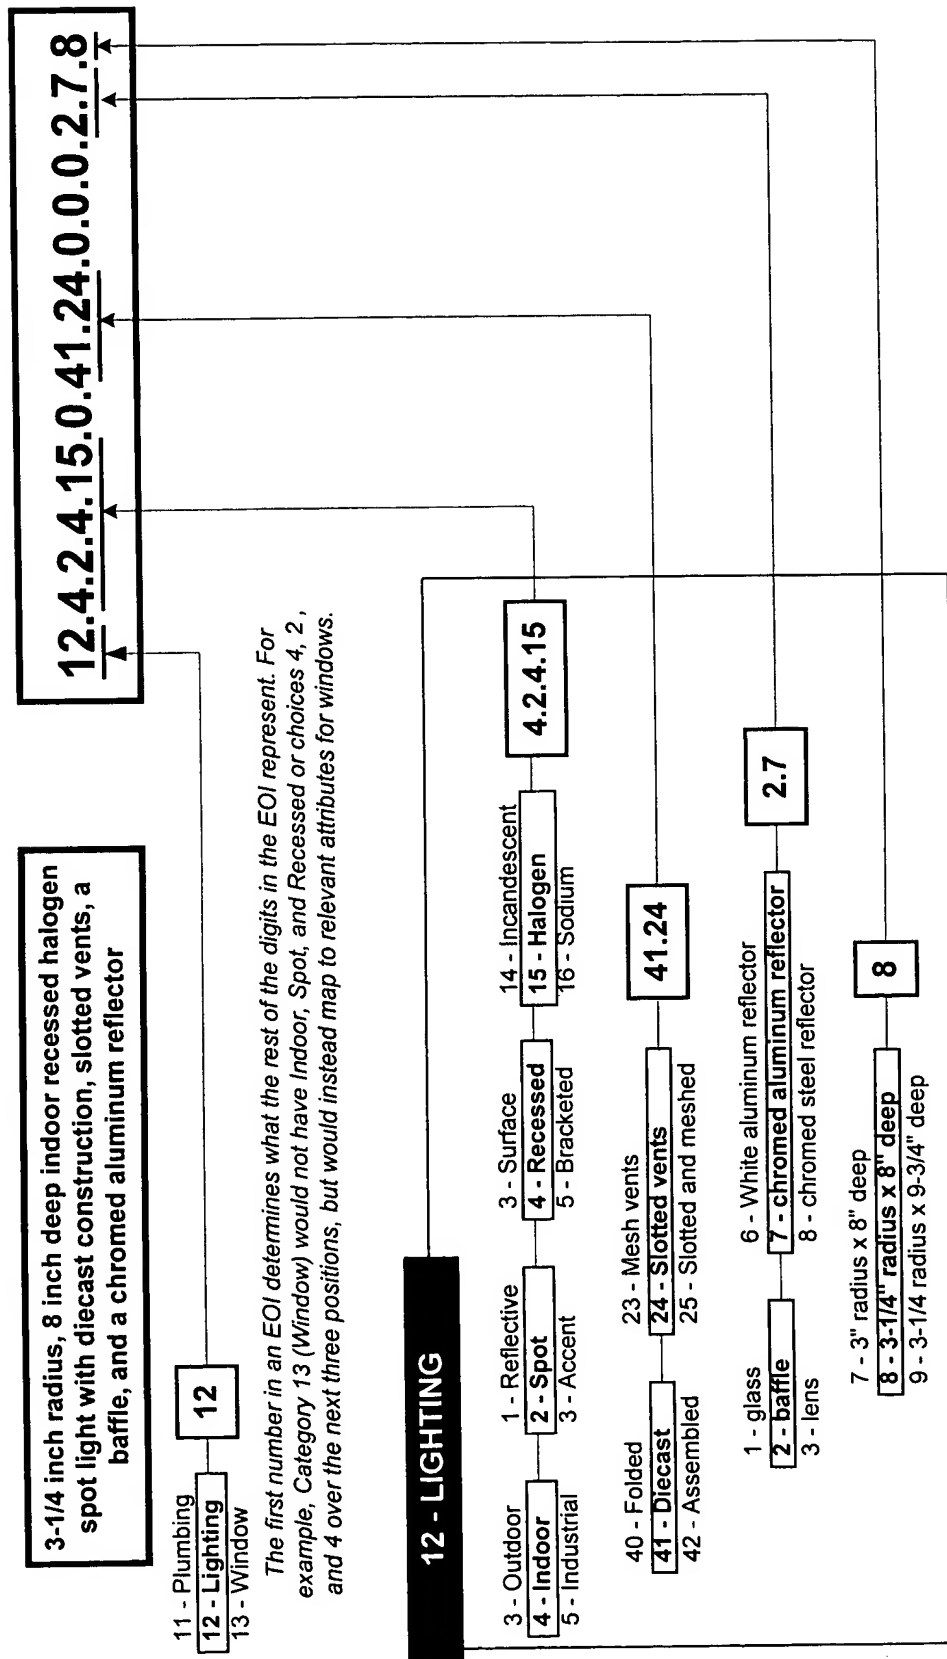 3-1/4 inch radius, 8 inch deep indoor recessed halogen
spot light with diecast construction, slotted vents, a
baffle, and a chromed aluminum reflector
12.4.2.4.15.0.41.24.0.0.0.2.7.8
11 - Plumbing
12 - Lighting
13 - Window
12
The first number in an EOI determines what the rest of the digits in the EOI represent. For
example, Category 13 (Window) would not have Indoor, Spot, and Recessed or choices 4, 2 ,
and 4 over the next three positions, but would instead map to relevant attributes for windows.
12 - LIGHTING
3 - Outdoor
4 - Indoor
5 - Industrial
1 - Reflective
2 - Spot
3 - Accent
3 - Surface
4 - Recessed
5 - Bracketed
14 - Incandescent
15 - Halogen
16 - Sodium
4.2.4.15
40 - Folded
41 - Diecast
42 - Assembled
23 - Mesh vents
24 - Slotted vents
25 - Slotted and meshed
41.24
1 - glass
2 - baffle
3 - lens
6 - White aluminum reflector
7 - chromed aluminum reflector
8 - chromed steel reflector
2.7
7 - 3" radius x 8" deep
8 - 3-1/4" radius x 8" deep
9 - 3-1/4 radius x 9-3/4" deep
8